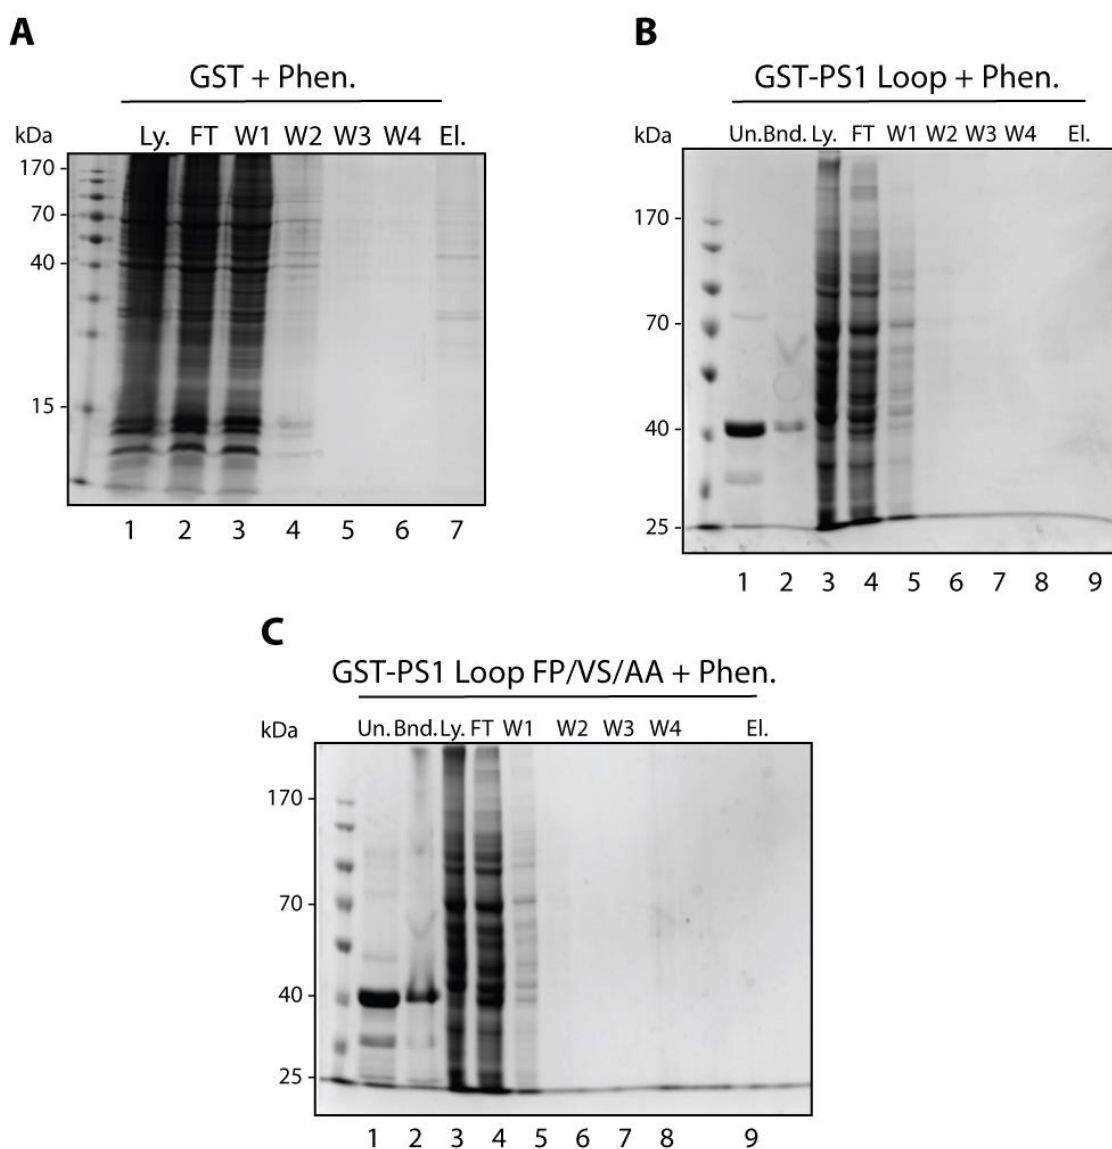 A
GST + Phen.
kDa Ly. FT W1 W2 W3 W4 El.
170
70
40
15
1 2 3 4 5 6 7
B
GST-PS1 Loop + Phen.
kDa Un. Bnd. Ly. FT W1 W2 W3 W4 El.
170
70
40
25
1 2 3 4 5 6 7 8 9
C
GST-PS1 Loop FP/VS/AA + Phen.
kDa Un. Bnd. Ly. FT W1 W2 W3 W4 El.
170
70
40
25
1 2 3 4 5 6 7 8 9